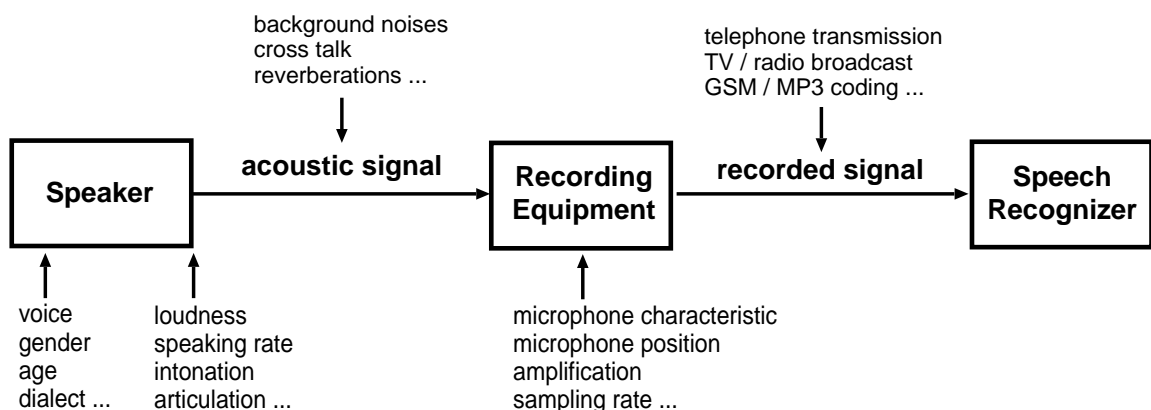 background noises
cross talk
reverberations ...
telephone transmission
TV / radio broadcast
GSM / MP3 coding ...
Speaker
acoustic signal
Recording
Equipment
recorded signal
Speech
Recognizer
voice
gender
age
dialect ...
loudness
speaking rate
intonation
articulation ...
microphone characteristic
microphone position
amplification
sampling rate ...